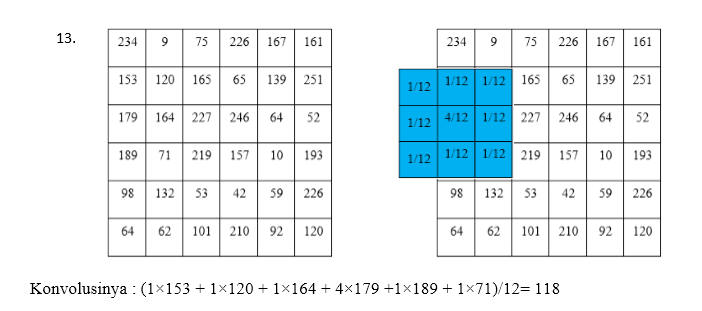 13.
234 9 75 226 167 161
153 120 165 65 139 251
179 164 227 246 64 52
189 71 219 157 10 193
98 132 53 42 59 226
64 62 101 210 92 120
234 9 75 226 167 161
1/12 1/12 1/12 165 65 139 251
1/12 4/12 1/12 227 246 64 52
1/12 1/12 1/12 219 157 10 193
98 132 53 42 59 226
64 62 101 210 92 120
Konvolusinya : (1×153 + 1×120 + 1×164 + 4×179 +1×189 + 1×71)/12= 118